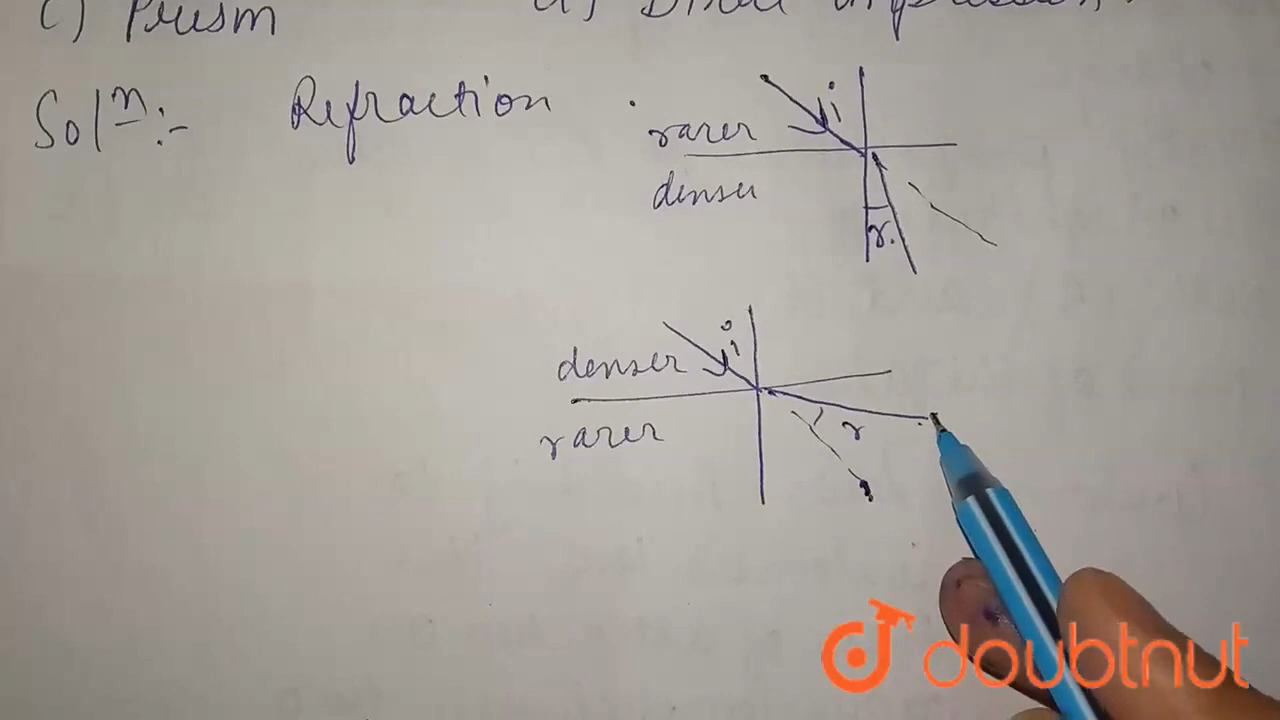 c) Prism d)
Solⁿ:- Refraction
i
rarer
denser
r
i
denser
rarer
r
doubtnut